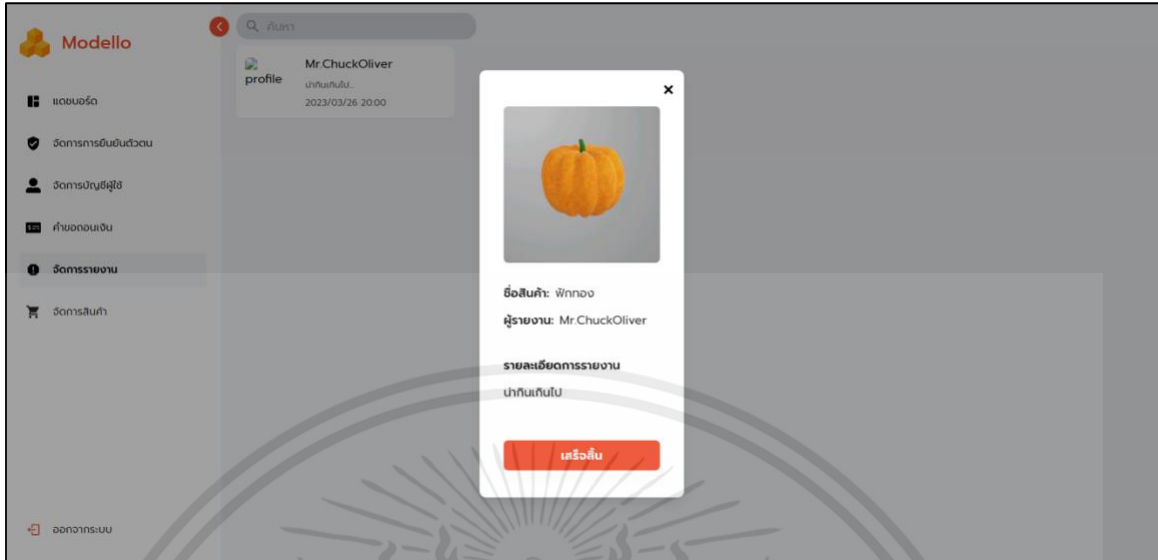 Modello
แดชบอร์ด
จัดการการยืนยันตัวตน
จัดการบัญชีผู้ใช้
คำขอถอนเงิน
จัดการรายงาน
จัดการสินค้า
ออกจากระบบ
ค้นหา
profile
Mr.ChuckOliver
น่ากินเกินไป...
2023/03/26 20:00
ชื่อสินค้า: ฟักทอง
ผู้รายงาน: Mr.ChuckOliver
รายละเอียดการรายงาน
น่ากินเกินไป
เสร็จสิ้น